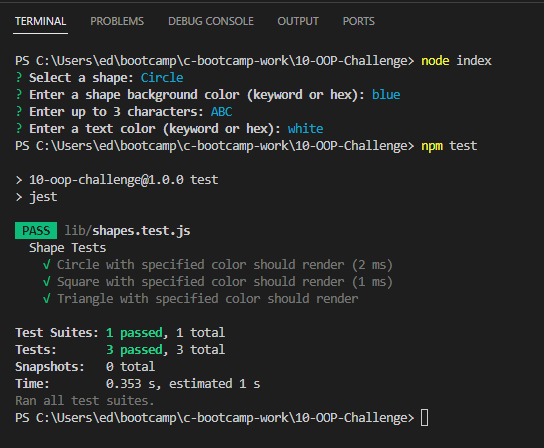 TERMINAL PROBLEMS DEBUG CONSOLE OUTPUT PORTS
PS C:\Users\ed\bootcamp\c-bootcamp-work\10-OOP-Challenge> node index
? Select a shape: Circle
? Enter a shape background color (keyword or hex): blue
? Enter up to 3 characters: ABC
? Enter a text color (keyword or hex): white
PS C:\Users\ed\bootcamp\c-bootcamp-work\10-OOP-Challenge> npm test
> 10-oop-challenge@1.0.0 test
> jest
PASS lib/shapes.test.js
Shape Tests
√ Circle with specified color should render (2 ms)
√ Square with specified color should render (1 ms)
√ Triangle with specified color should render
Test Suites: 1 passed, 1 total
Tests: 3 passed, 3 total
Snapshots: 0 total
Time: 0.353 s, estimated 1 s
Ran all test suites.
PS C:\Users\ed\bootcamp\c-bootcamp-work\10-OOP-Challenge>